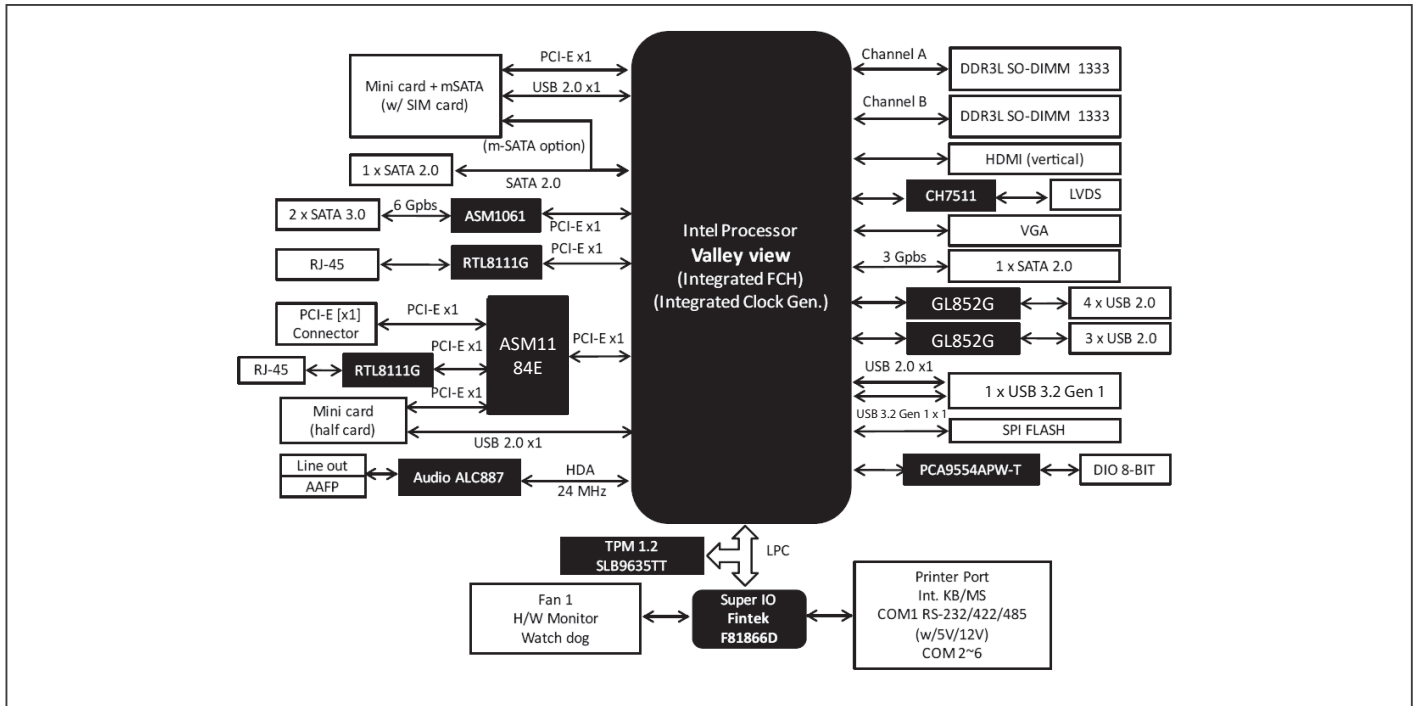 PCI-E x1
Mini card + mSATA
(w/ SIM card)
USB 2.0 x1
(m-SATA option)
1 x SATA 2.0
SATA 2.0
2 x SATA 3.0
6 Gpbs
ASM1061
PCI-E x1
RJ-45
RTL8111G
PCI-E x1
PCI-E [x1]
Connector
PCI-E x1
ASM11
84E
PCI-E x1
PCI-E x1
RJ-45
RTL8111G
PCI-E x1
Mini card
(half card)
USB 2.0 x1
Line out
AAFP
Audio ALC887
HDA
24 MHz
Intel Processor
Valley view
(Integrated FCH)
(Integrated Clock Gen.)
Channel A
DDR3L SO-DIMM 1333
Channel B
DDR3L SO-DIMM 1333
HDMI (vertical)
CH7511
LVDS
VGA
3 Gpbs
1 x SATA 2.0
GL852G
4 x USB 2.0
GL852G
3 x USB 2.0
USB 2.0 x1
1 x USB 3.2 Gen 1
USB 3.2 Gen 1 x 1
SPI FLASH
PCA9554APW-T
DIO 8-BIT
TPM 1.2
SLB9635TT
LPC
Fan 1
H/W Monitor
Watch dog
Super IO
Fintek
F81866D
Printer Port
Int. KB/MS
COM1 RS-232/422/485
(w/5V/12V)
COM 2~6